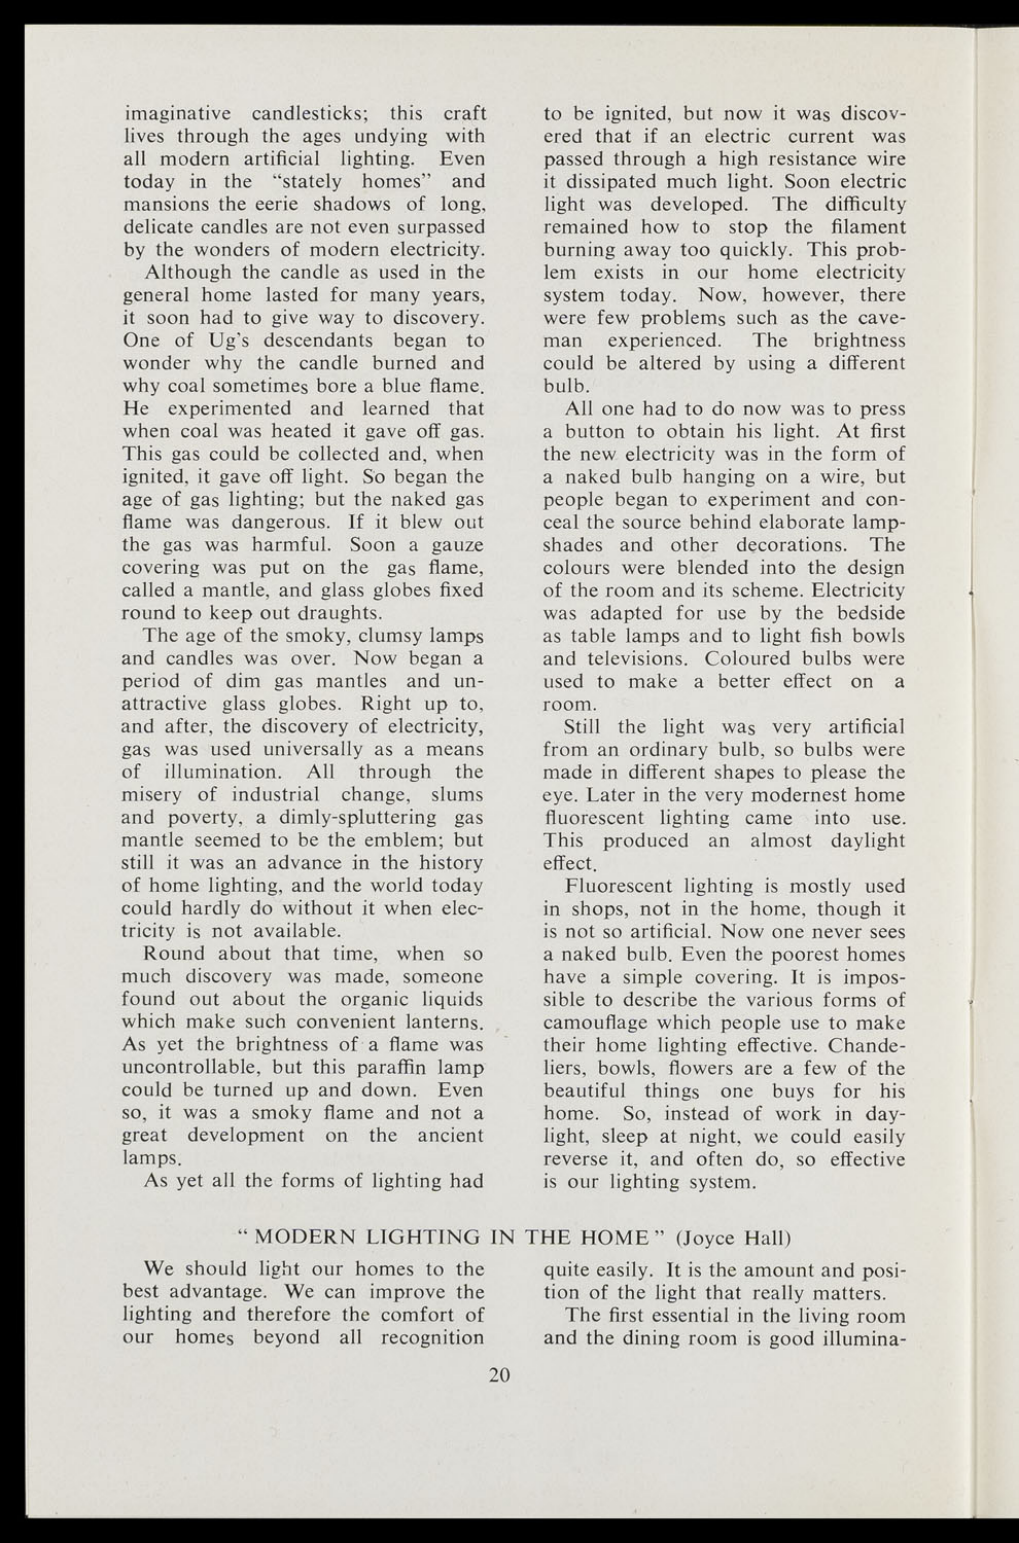 imaginative candlesticks; this craft
lives through the ages undying with
all modern artificial lighting. Even
today in the “stately homes” and
mansions the eerie shadows of long,
delicate candles are not even surpassed
by the wonders of modern electricity.
Although the candle as used in the
general home lasted for many years,
it soon had to give way to discovery.
One of Ug's descendants began to
wonder why the candle burned and
why coal sometimes bore a blue flame.
He experimented and learned that
when coal was heated it gave off gas.
This gas could be collected and, when
ignited, it gave off light. So began the
age of gas lighting; but the naked gas
flame was dangerous. If it blew out
the gas was harmful. Soon a gauze
covering was put on the gas flame,
called a mantle, and glass globes fixed
round to keep out draughts.
The age of the smoky, clumsy lamps
and candles was over. Now began a
period of dim gas mantles and un-
attractive glass globes. Right up to,
and after, the discovery of electricity,
gas was used universally as a means
of illumination. All through the
misery of industrial change, slums
and poverty, a dimly-spluttering gas
mantle seemed to be the emblem; but
still it was an advance in the history
of home lighting, and the world today
could hardly do without it when elec-
tricity is not available.
Round about that time, when so
much discovery was made, someone
found out about the organic liquids
which make such convenient lanterns.
As yet the brightness of a flame was
uncontrollable, but this paraffin lamp
could be turned up and down. Even
so, it was a smoky flame and not a
great development on the ancient
lamps.
As yet all the forms of lighting had
to be ignited, but now it was discov-
ered that if an electric current was
passed through a high resistance wire
it dissipated much light. Soon electric
light was developed. The difficulty
remained how to stop the filament
burning away too quickly. This prob-
lem exists in our home electricity
system today. Now, however, there
were few problems such as the cave-
man experienced. The brightness
could be altered by using a different
bulb.
All one had to do now was to press
a button to obtain his light. At first
the new electricity was in the form of
a naked bulb hanging on a wire, but
people began to experiment and con-
ceal the source behind elaborate lamp-
shades and other decorations. The
colours were blended into the design
of the room and its scheme. Electricity
was adapted for use by the bedside
as table lamps and to light fish bowls
and televisions. Coloured bulbs were
used to make a better effect on a
room.
Still the light was very artificial
from an ordinary bulb, so bulbs were
made in different shapes to please the
eye. Later in the very modernest home
fluorescent lighting came into use.
This produced an almost daylight
effect.
Fluorescent lighting is mostly used
in shops, not in the home, though it
is not so artificial. Now one never sees
a naked bulb. Even the poorest homes
have a simple covering. It is impos-
sible to describe the various forms of
camouflage which people use to make
their home lighting effective. Chande-
liers, bowls, flowers are a few of the
beautiful things one buys for his
home. So, instead of work in day-
light, sleep at night, we could easily
reverse it, and often do, so effective
is our lighting system.
“ MODERN LIGHTING IN THE HOME ” (Joyce Hall)
We should light our homes to the
best advantage. We can improve the
lighting and therefore the comfort of
our homes beyond all recognition
quite easily. It is the amount and posi-
tion of the light that really matters.
The first essential in the living room
and the dining room is good illumina-
20